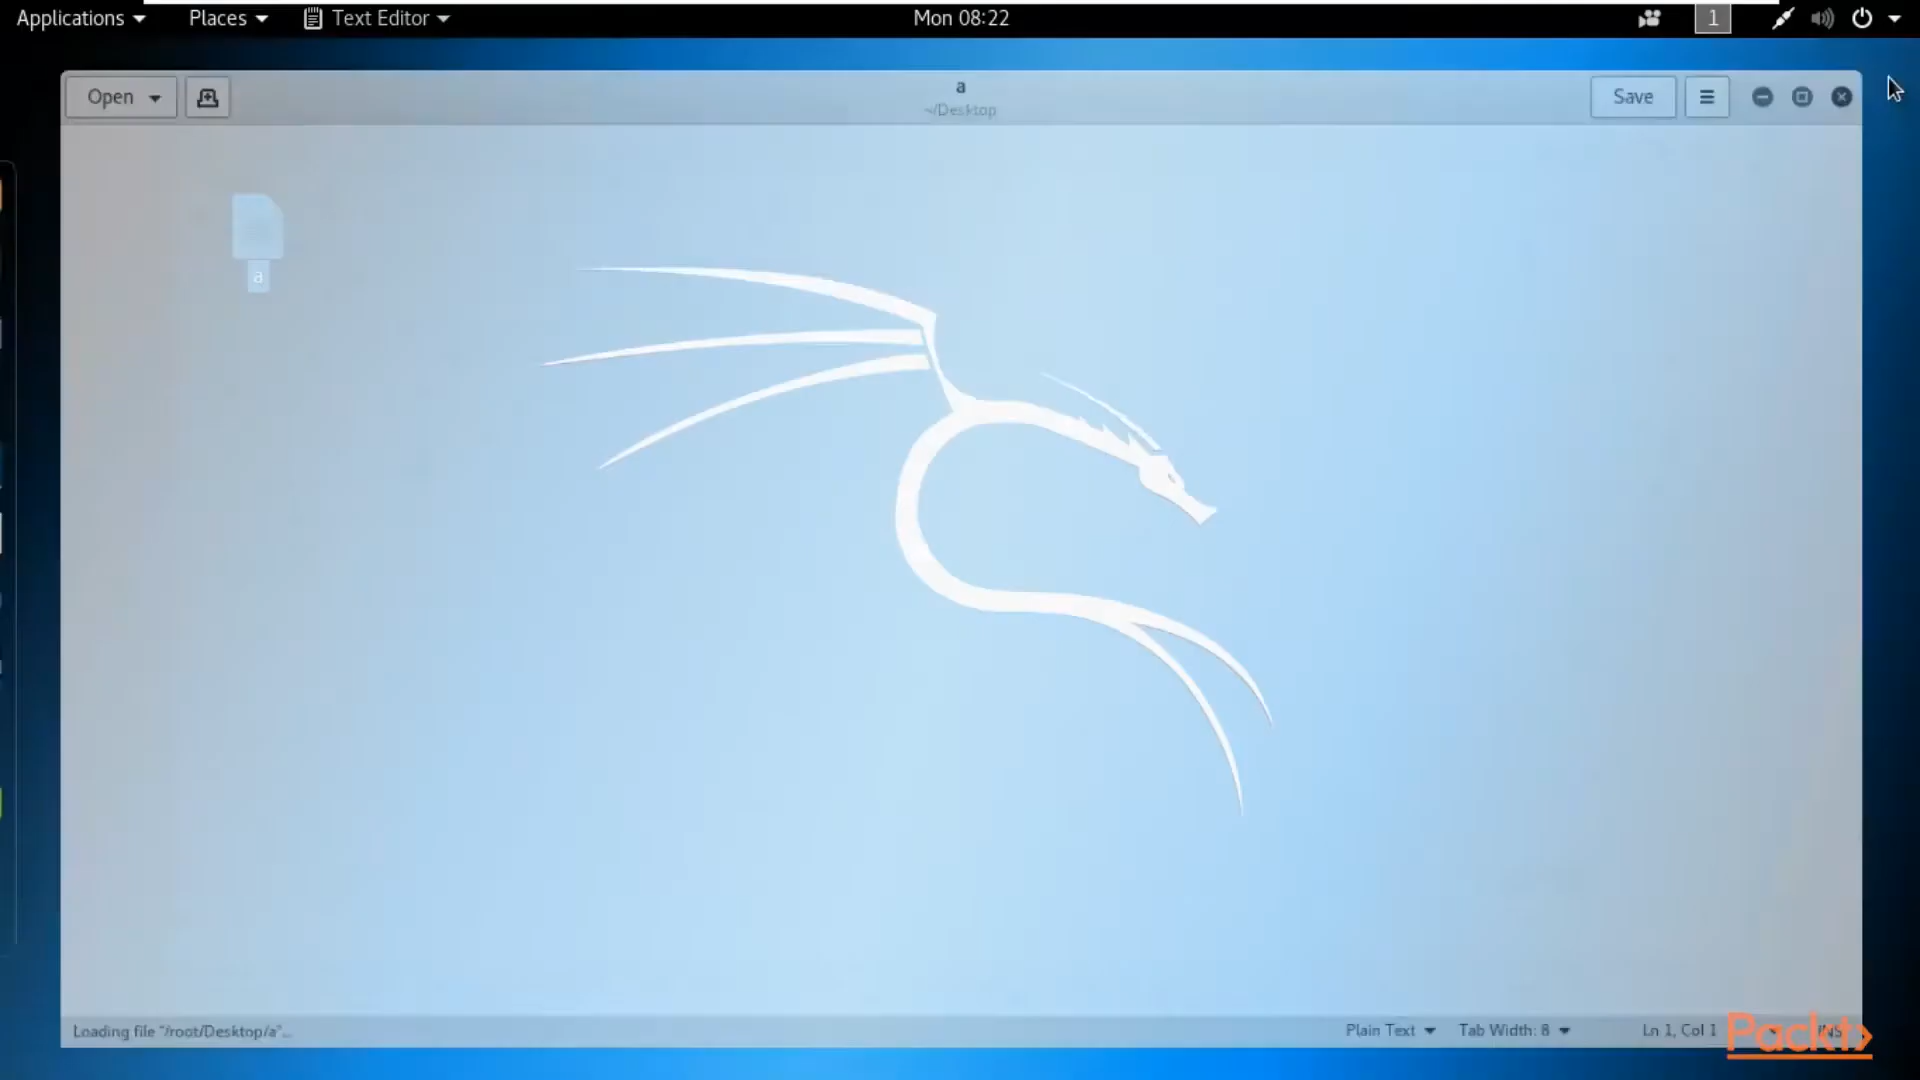 Applications Places Text Editor Mon 08:22 1
Open a Save
~/Desktop
a
Loading file "/root/Desktop/a"...
Plain Text Tab Width: 8 Ln 1, Col 1 INS
Packt>